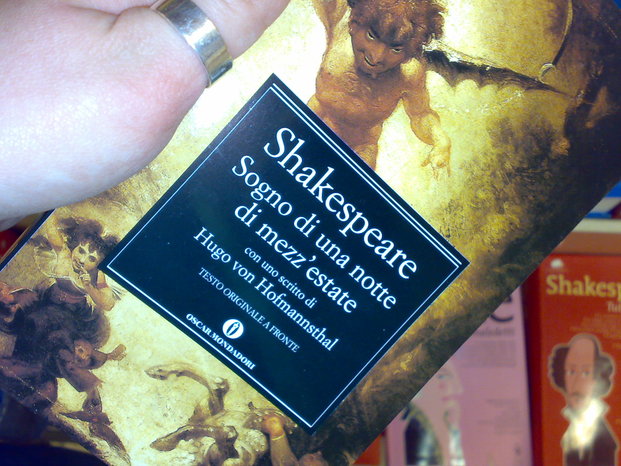 Shakespeare
Sogno di una notte
di mezz'estate
con uno scritto di
Hugo von Hofmannsthal
TESTO ORIGINALE A FRONTE
OSCAR MONDADORI